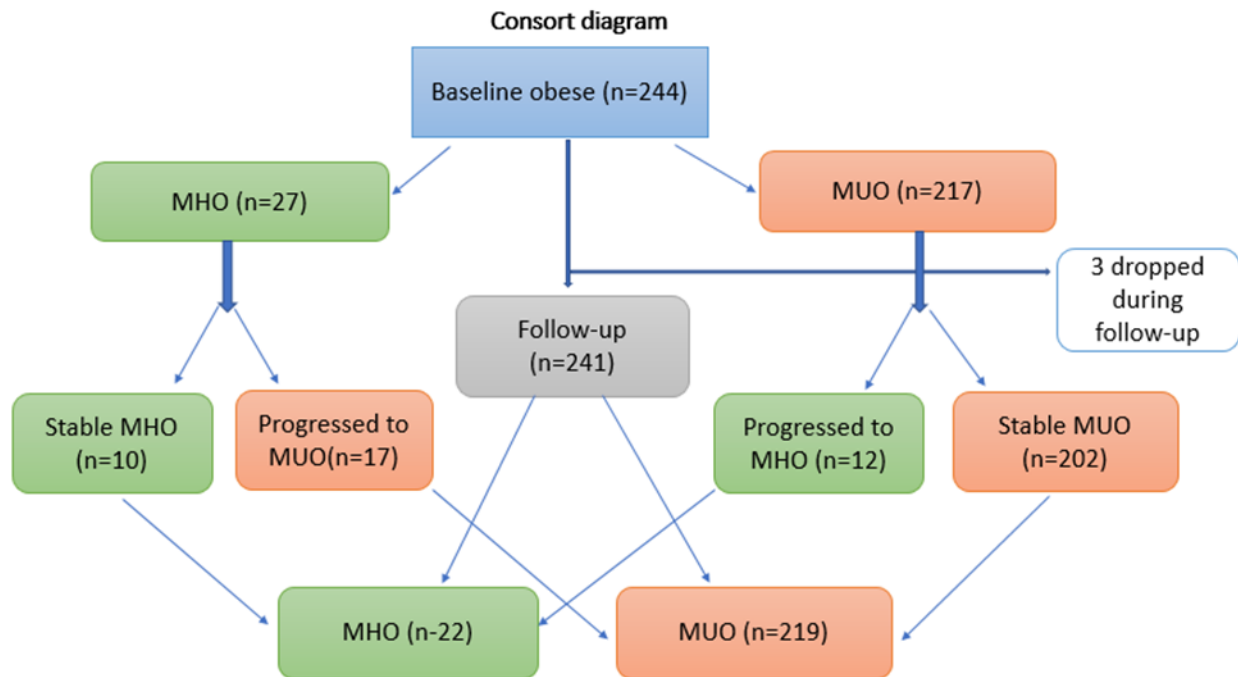 Consort diagram
Baseline obese (n=244)
MHO (n=27)
MUO (n=217)
3 dropped
during
follow-up
Follow-up
(n=241)
Stable MHO
(n=10)
Progressed to
MUO(n=17)
Progressed to
MHO (n=12)
Stable MUO
(n=202)
MHO (n-22)
MUO (n=219)